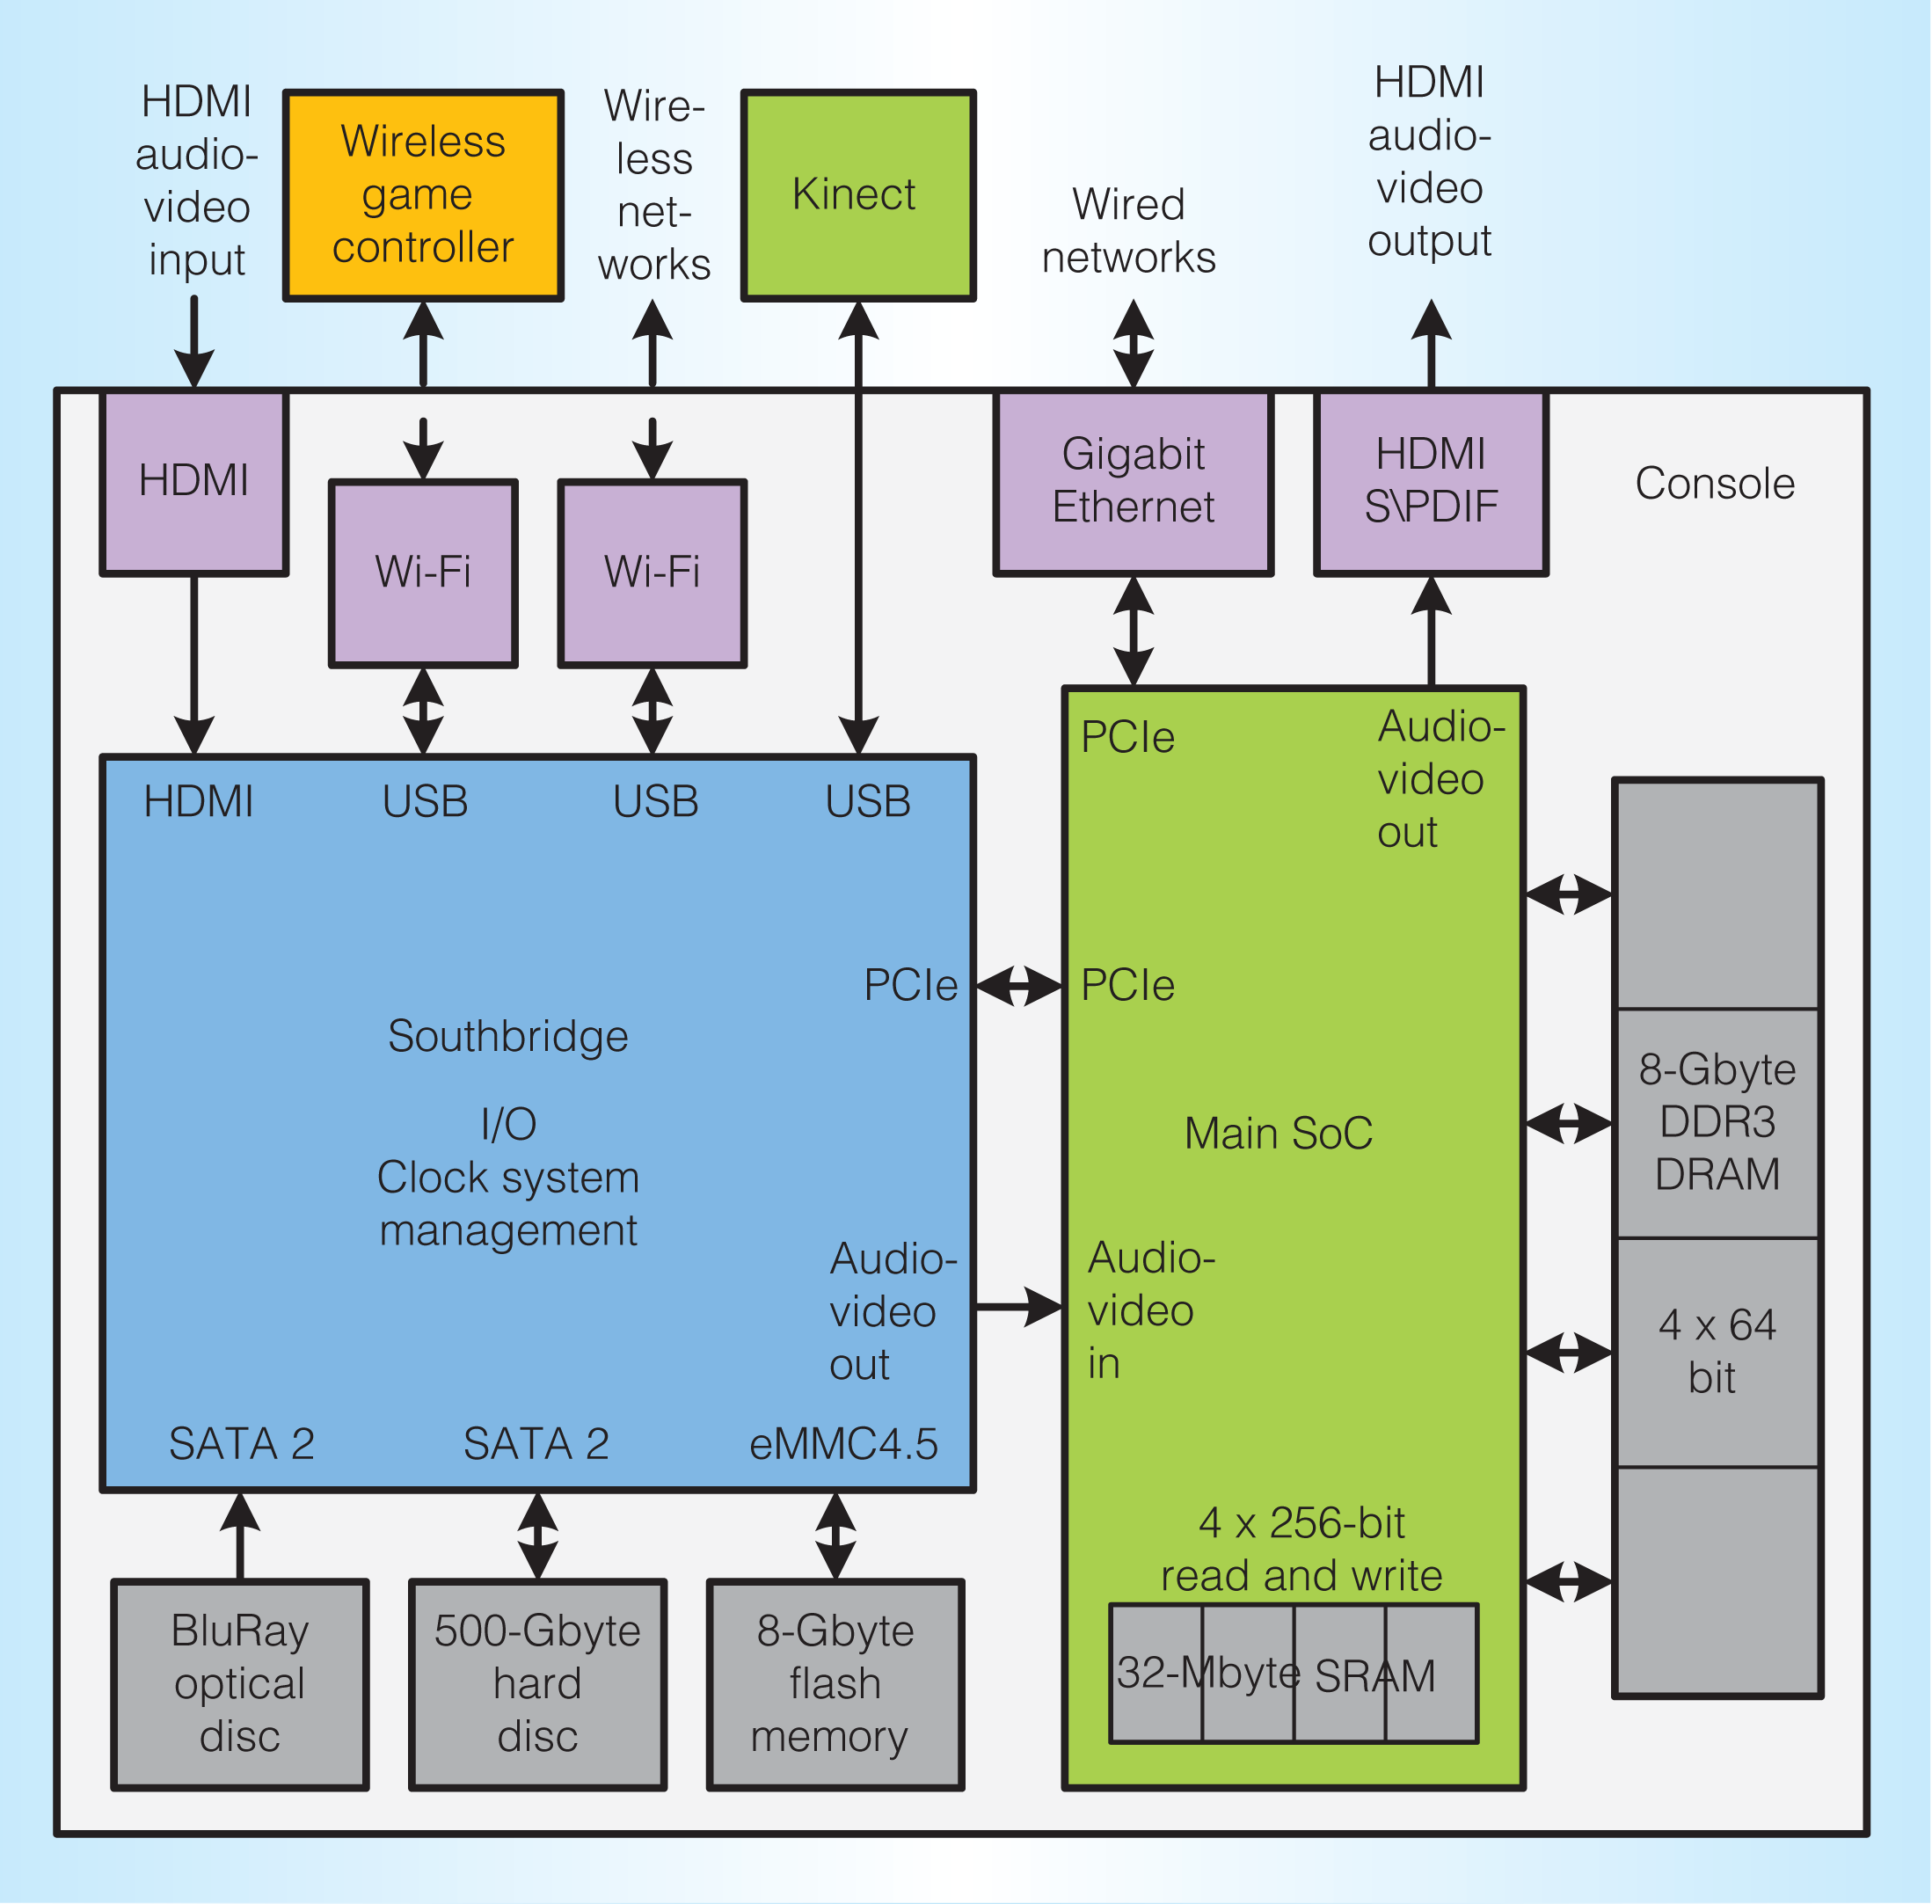 HDMI
audio-
video
input
Wireless
game
controller
Wire-
less
net-
works
Kinect
Wired
networks
HDMI
audio-
video
output
HDMI
Wi-Fi
Wi-Fi
Gigabit
Ethernet
HDMI
S\PDIF
Console
HDMI
USB
USB
USB
PCIe
Southbridge
I/O
Clock system
management
Audio-
video
out
SATA 2
SATA 2
eMMC4.5
PCIe
Audio-
video
out
PCIe
Main SoC
Audio-
video
in
4 x 256-bit
read and write
32-Mbyte SRAM
8-Gbyte
DDR3
DRAM
4 x 64
bit
BluRay
optical
disc
500-Gbyte
hard
disc
8-Gbyte
flash
memory